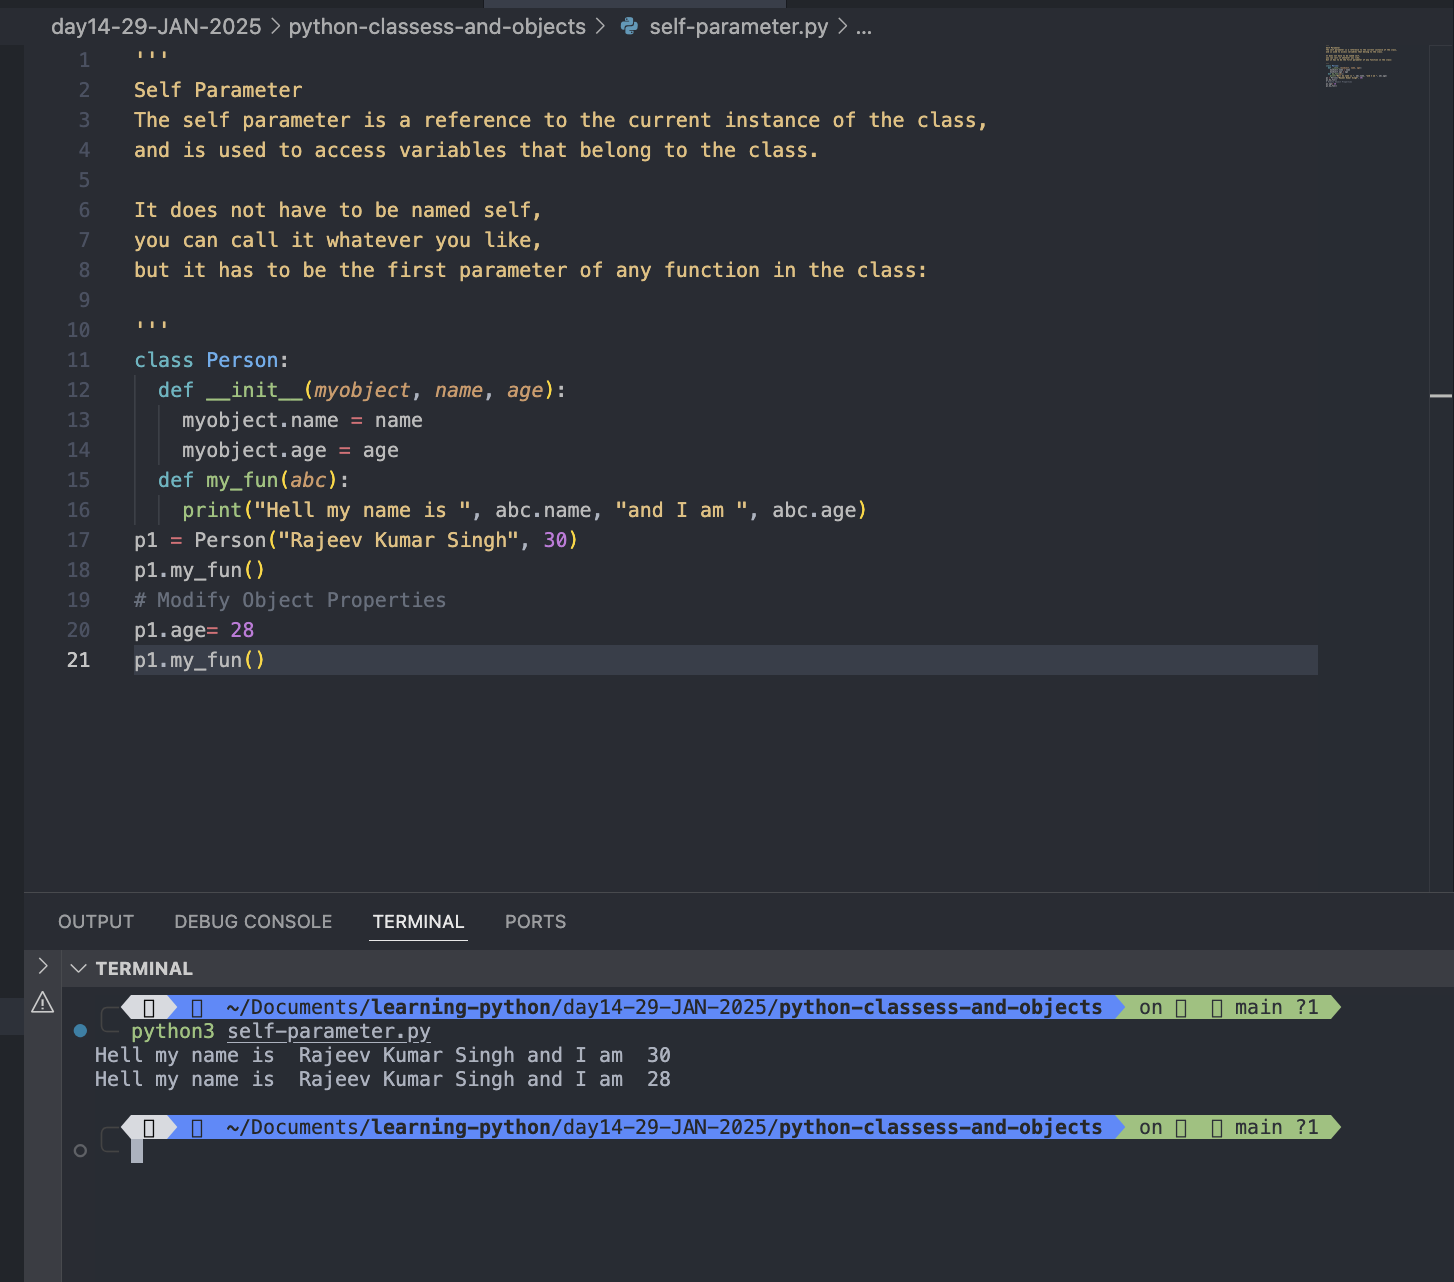 day14-29-JAN-2025 > python-classess-and-objects > self-parameter.py > ...
1 '''
2 Self Parameter
3 The self parameter is a reference to the current instance of the class,
4 and is used to access variables that belong to the class.
5
6 It does not have to be named self,
7 you can call it whatever you like,
8 but it has to be the first parameter of any function in the class:
9
10 '''
11 class Person:
12   def __init__(myobject, name, age):
13     myobject.name = name
14     myobject.age = age
15   def my_fun(abc):
16     print("Hell my name is ", abc.name, "and I am ", abc.age)
17 p1 = Person("Rajeev Kumar Singh", 30)
18 p1.my_fun()
19 # Modify Object Properties
20 p1.age= 28
21 p1.my_fun()
OUTPUT DEBUG CONSOLE TERMINAL PORTS
TERMINAL
~/Documents/learning-python/day14-29-JAN-2025/python-classess-and-objects on main ?1
python3 self-parameter.py
Hell my name is  Rajeev Kumar Singh and I am  30
Hell my name is  Rajeev Kumar Singh and I am  28
~/Documents/learning-python/day14-29-JAN-2025/python-classess-and-objects on main ?1